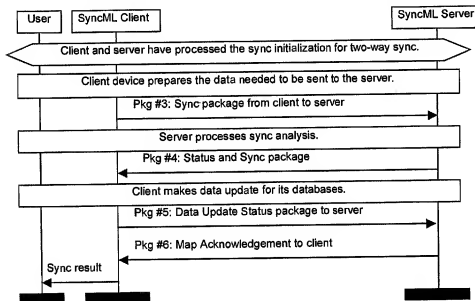 User SyncML Client SyncML Server
Client and server have processed the sync initialization for two-way sync.
Client device prepares the data needed to be sent to the server.
Pkg #3: Sync package from client to server
Server processes sync analysis.
Pkg #4: Status and Sync package
Client makes data update for its databases.
Pkg #5: Data Update Status package to server
Pkg #6: Map Acknowledgement to client
Sync result